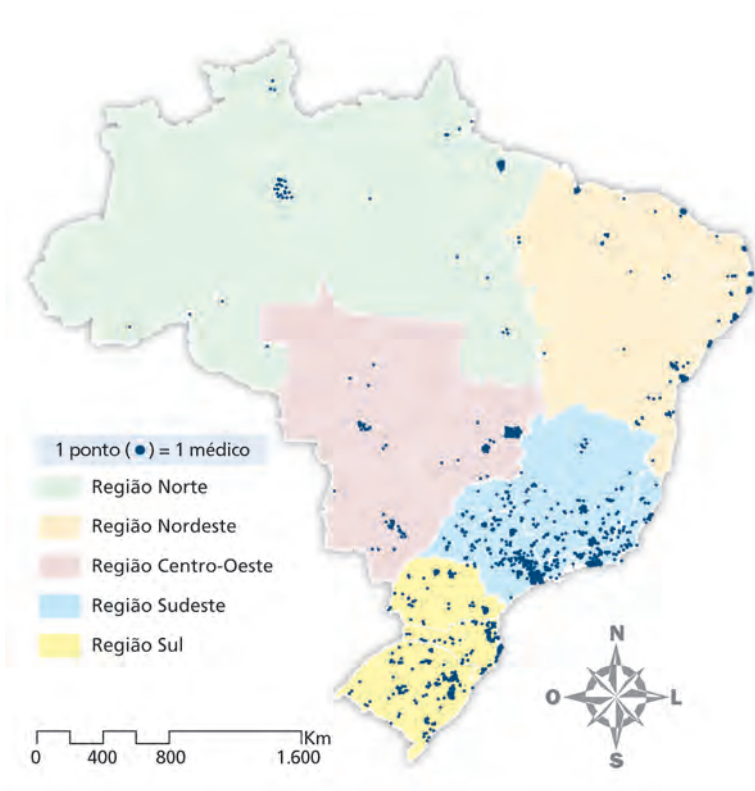 1 ponto (●) = 1 médico
Região Norte
Região Nordeste
Região Centro-Oeste
Região Sudeste
Região Sul
Km
0 400 800 1.600
N
O L
S